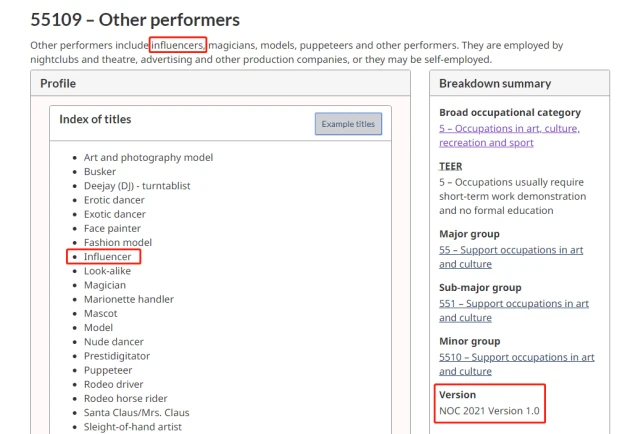 55109 – Other performers
Other performers include influencers, magicians, models, puppeteers and other performers. They are employed by
nightclubs and theatre, advertising and other production companies, or they may be self-employed.
Profile
Index of titles
Example titles
Art and photography model
Busker
Deejay (DJ) - turntablist
Erotic dancer
Exotic dancer
Face painter
Fashion model
Influencer
Look-alike
Magician
Marionette handler
Mascot
Model
Nude dancer
Prestidigitator
Puppeteer
Rodeo driver
Rodeo horse rider
Santa Claus/Mrs. Claus
Sleight-of-hand artist
Breakdown summary
Broad occupational category
5 – Occupations in art, culture,
recreation and sport
TEER
5 – Occupations usually require
short-term work demonstration
and no formal education
Major group
55 – Support occupations in art
and culture
Sub-major group
551 – Support occupations in art
and culture
Minor group
5510 – Support occupations in art
and culture
Version
NOC 2021 Version 1.0